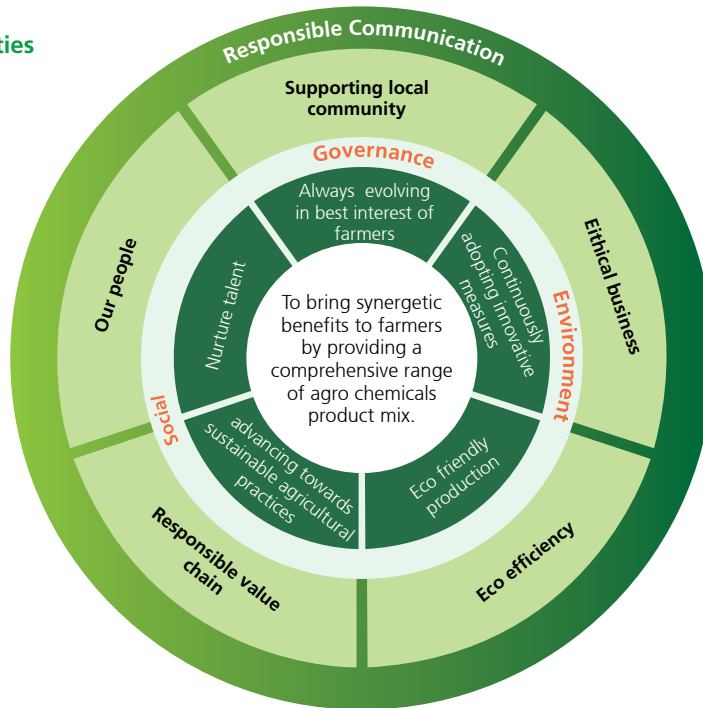 ties
Responsible Communication
Supporting local
community
Governance
Always evolving
in best interest of
farmers
Continuously
adopting innovative
measures
Environment
Eithical business
Our people
Nurture talent
To bring synergetic
benefits to farmers
by providing a
comprehensive range
of agro chemicals
product mix.
Social
advancing towards
sustainable agricultural
practices
Eco friendly
production
Responsible value
chain
Eco efficiency